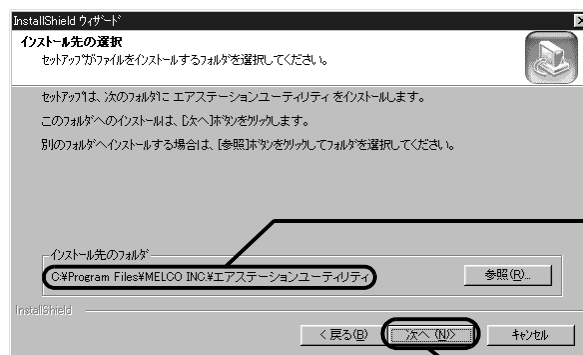 InstallShield ウィザード
インストール先の選択
セットアップがファイルをインストールするフォルダを選択してください。
セットアップは、次のフォルダに エアステーションユーティリティ をインストールします。
このフォルダへのインストールは、[次へ]ボタンをクリックします。
別のフォルダへインストールする場合は、[参照]ボタンをクリックしてフォルダを選択してください。
インストール先のフォルダ
C:¥Program Files¥MELCO INC¥エアステーションユーティリティ
参照(R)...
InstallShield
< 戻る(B) 次へ (N)> キャンセル